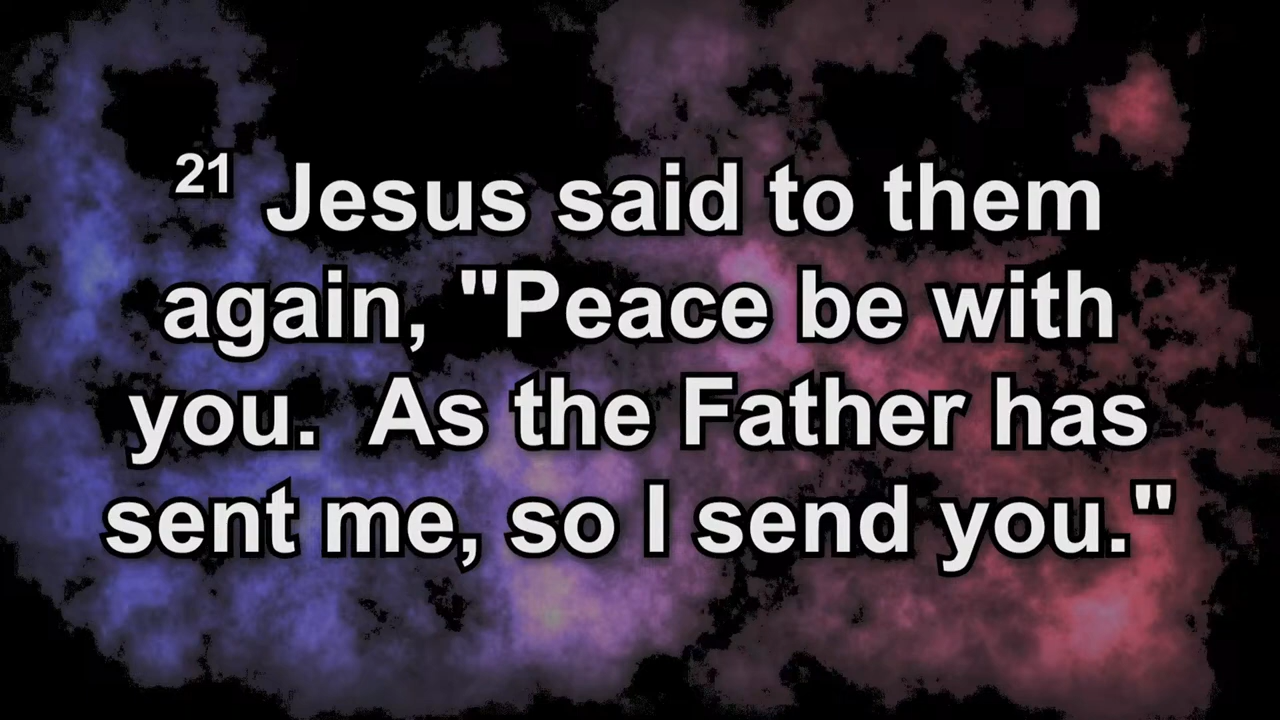 21 Jesus said to them
again, "Peace be with
you.  As the Father has
sent me, so I send you."